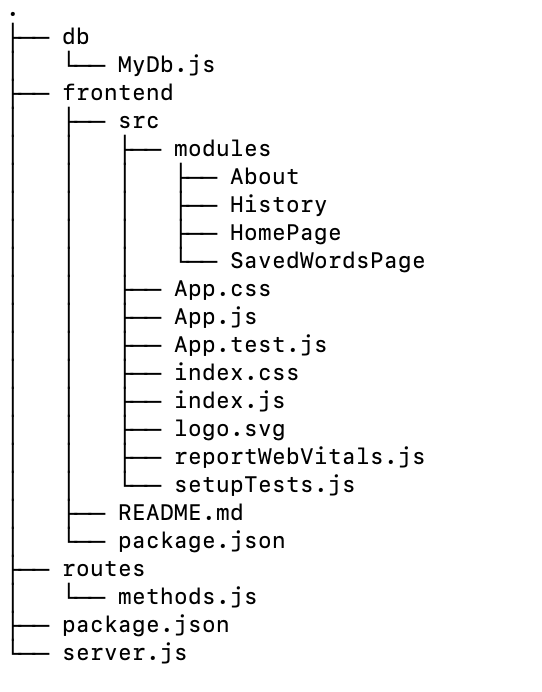 .
├── db
│   └── MyDb.js
├── frontend
│   ├── src
│   │   ├── modules
│   │   │   ├── About
│   │   │   ├── History
│   │   │   ├── HomePage
│   │   │   └── SavedWordsPage
│   │   ├── App.css
│   │   ├── App.js
│   │   ├── App.test.js
│   │   ├── index.css
│   │   ├── index.js
│   │   ├── logo.svg
│   │   ├── reportWebVitals.js
│   │   └── setupTests.js
│   ├── README.md
│   └── package.json
├── routes
│   └── methods.js
├── package.json
└── server.js